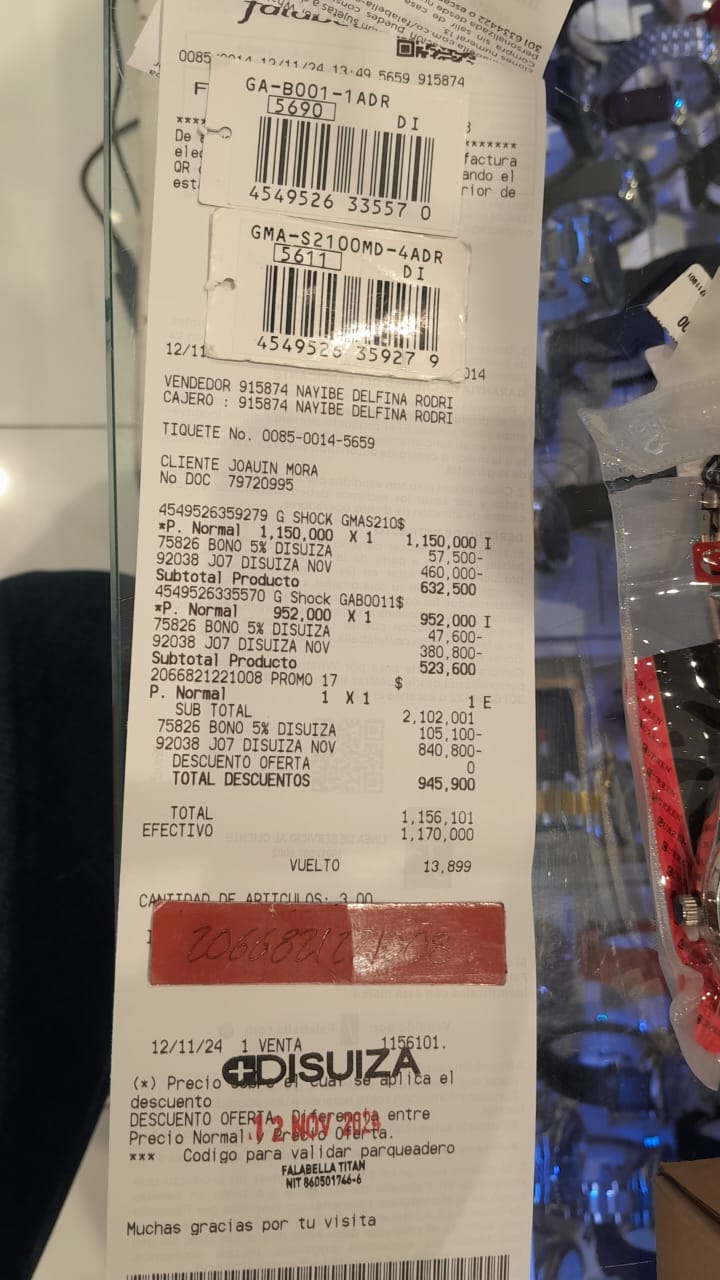 falabe
0085 0014 12/11/24 13:49 5659 915874
GA-B001-1ADR
5690 DI
4549526 33557 0
De
factura
ele
ando el
QR
rior de
est
GMA-S2100MD-4ADR
5611 DI
4549526 35927 9
12/11
014
VENDEDOR 915874 NAYIBE DELFINA RODRI
CAJERO : 915874 NAYIBE DELFINA RODRI
TIQUETE No. 0085-0014-5659
CLIENTE JOAUIN MORA
No DOC 79720995
4549526359279 G SHOCK GMAS210$
*P. Normal 1,150,000 X 1 1,150,000 I
75826 BONO 5% DISUIZA 57,500-
92038 J07 DISUIZA NOV 460,000-
Subtotal Producto 632,500
4549526335570 G Shock GAB0011$
*P. Normal 952,000 X 1 952,000 I
75826 BONO 5% DISUIZA 47,600-
92038 J07 DISUIZA NOV 380,800-
Subtotal Producto 523,600
2066821221008 PROMO 17 $
P. Normal 1 X 1 1 E
SUB TOTAL 2,102,001
75826 BONO 5% DISUIZA 105,100-
92038 J07 DISUIZA NOV 840,800-
DESCUENTO OFERTA 0
TOTAL DESCUENTOS 945,900
TOTAL 1,156,101
EFECTIVO 1,170,000
VUELTO 13,899
CANTIDAD DE ARTICULOS: 3.00
12/11/24 1 VENTA 1156101.
DISUIZA
(*) Precio sobre el cual se aplica el
descuento
DESCUENTO OFERTA. Diferencia entre
12 NOV 2024
Precio Normal y Precio Oferta.
*** Codigo para validar parqueadero
FALABELLA TITAN
NIT 860501746-6
Muchas gracias por tu visita